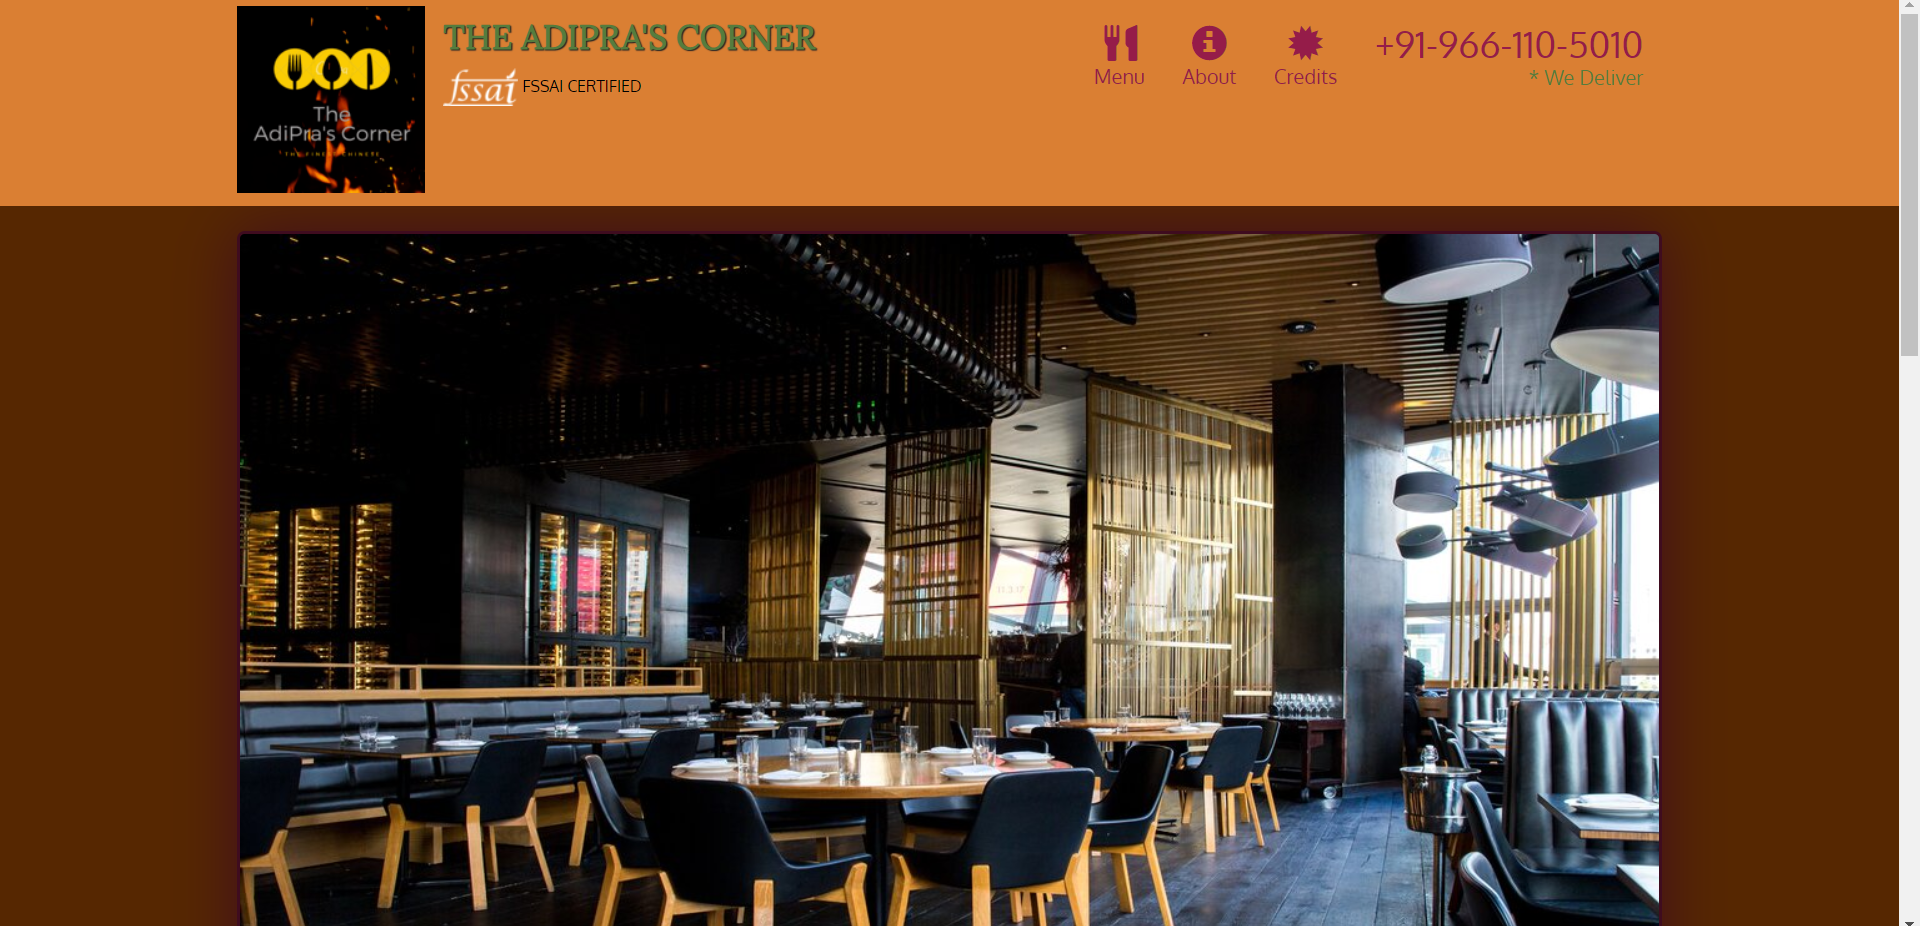 The
AdiPra's Corner
THE FINEST CHINESE
THE ADIPRA'S CORNER
fssai FSSAI CERTIFIED
Menu
About
Credits
+91-966-110-5010
* We Deliver